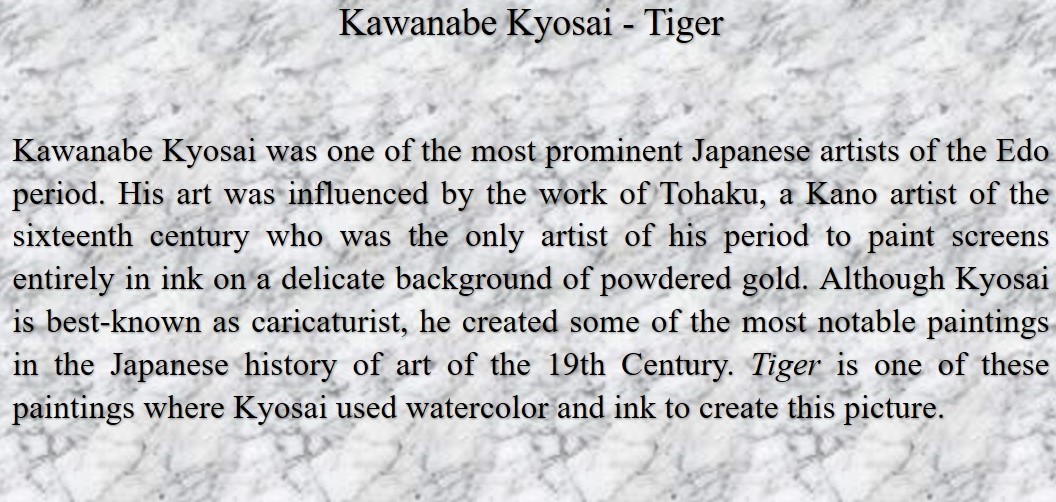 Kawanabe Kyosai - Tiger
Kawanabe Kyosai was one of the most prominent Japanese artists of the Edo
period. His art was influenced by the work of Tohaku, a Kano artist of the
sixteenth century who was the only artist of his period to paint screens
entirely in ink on a delicate background of powdered gold. Although Kyosai
is best-known as caricaturist, he created some of the most notable paintings
in the Japanese history of art of the 19th Century. Tiger is one of these
paintings where Kyosai used watercolor and ink to create this picture.